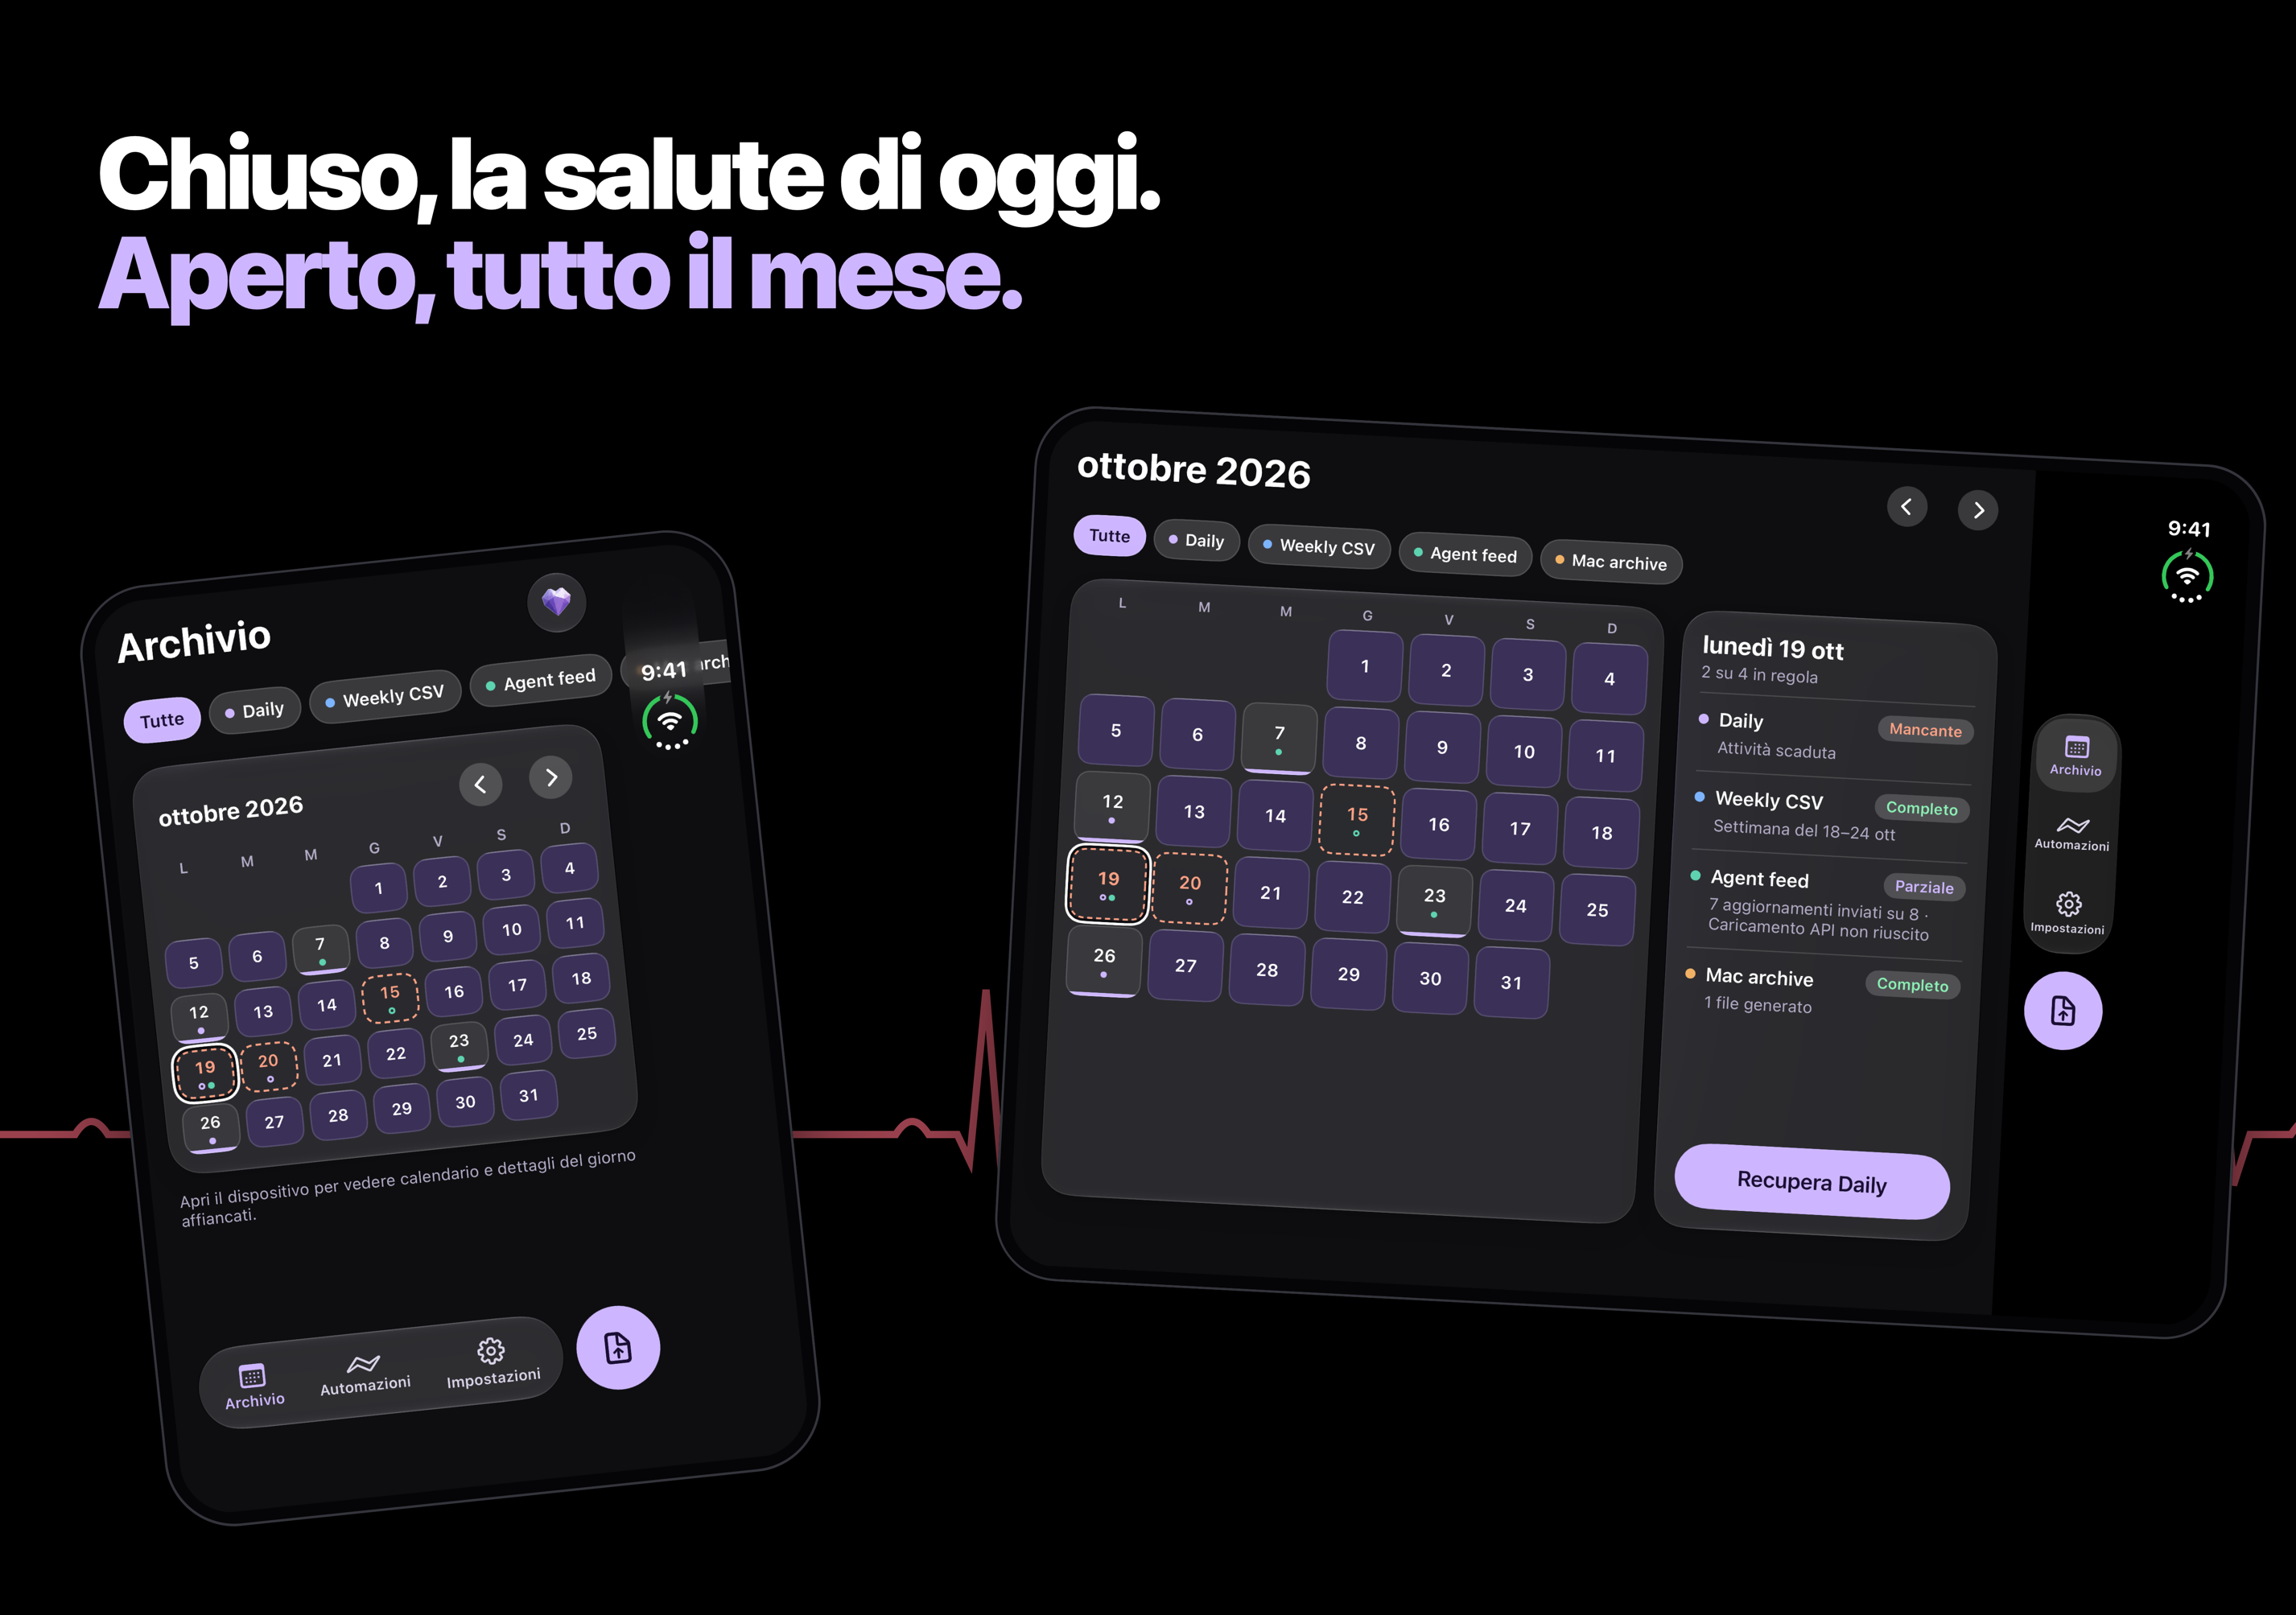 Chiuso, la salute di oggi.
Aperto, tutto il mese.
Archivio
9:41
Tutte
Daily
Weekly CSV
Agent feed
arch
ottobre 2026
L M M G V S D
1 2 3 4
5 6 7 8 9 10 11
12 13 14 15 16 17 18
19 20 21 22 23 24 25
26 27 28 29 30 31
Apri il dispositivo per vedere calendario e dettagli del giorno
affiancati.
Archivio
Automazioni
Impostazioni
ottobre 2026
Tutte
Daily
Weekly CSV
Agent feed
Mac archive
L M M G V S D
1 2 3 4
5 6 7 8 9 10 11
12 13 14 15 16 17 18
19 20 21 22 23 24 25
26 27 28 29 30 31
lunedì 19 ott
2 su 4 in regola
Daily
Mancante
Attività scaduta
Weekly CSV
Completo
Settimana del 18–24 ott
Agent feed
Parziale
7 aggiornamenti inviati su 8 ·
Caricamento API non riuscito
Mac archive
Completo
1 file generato
Recupera Daily
9:41
Archivio
Automazioni
Impostazioni